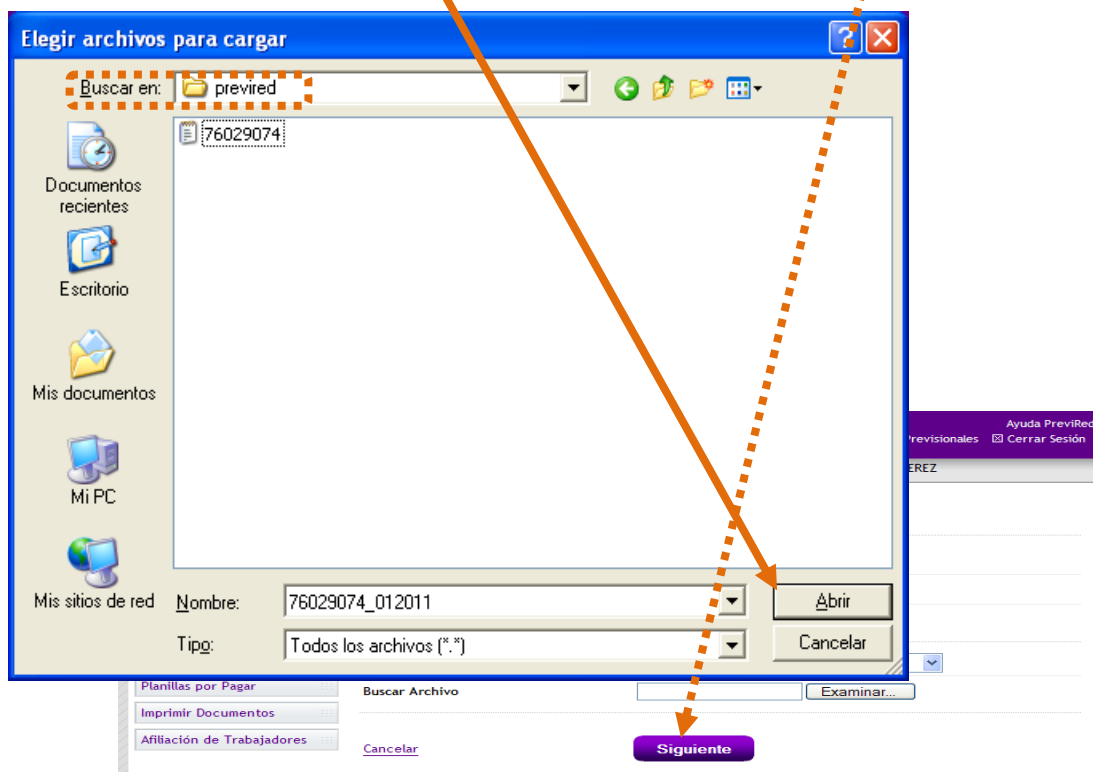 Elegir archivos para cargar
Buscar en: previred
76029074
Documentos
recientes
Escritorio
Mis documentos
Mi PC
Mis sitios de red
Nombre: 76029074_012011 Abrir
Tipo: Todos los archivos (*.*) Cancelar
Ayuda PreviRed
revisionales Cerrar Sesión
EREZ
Planillas por Pagar
Buscar Archivo Examinar...
Imprimir Documentos
Afiliación de Trabajadores
Cancelar Siguiente